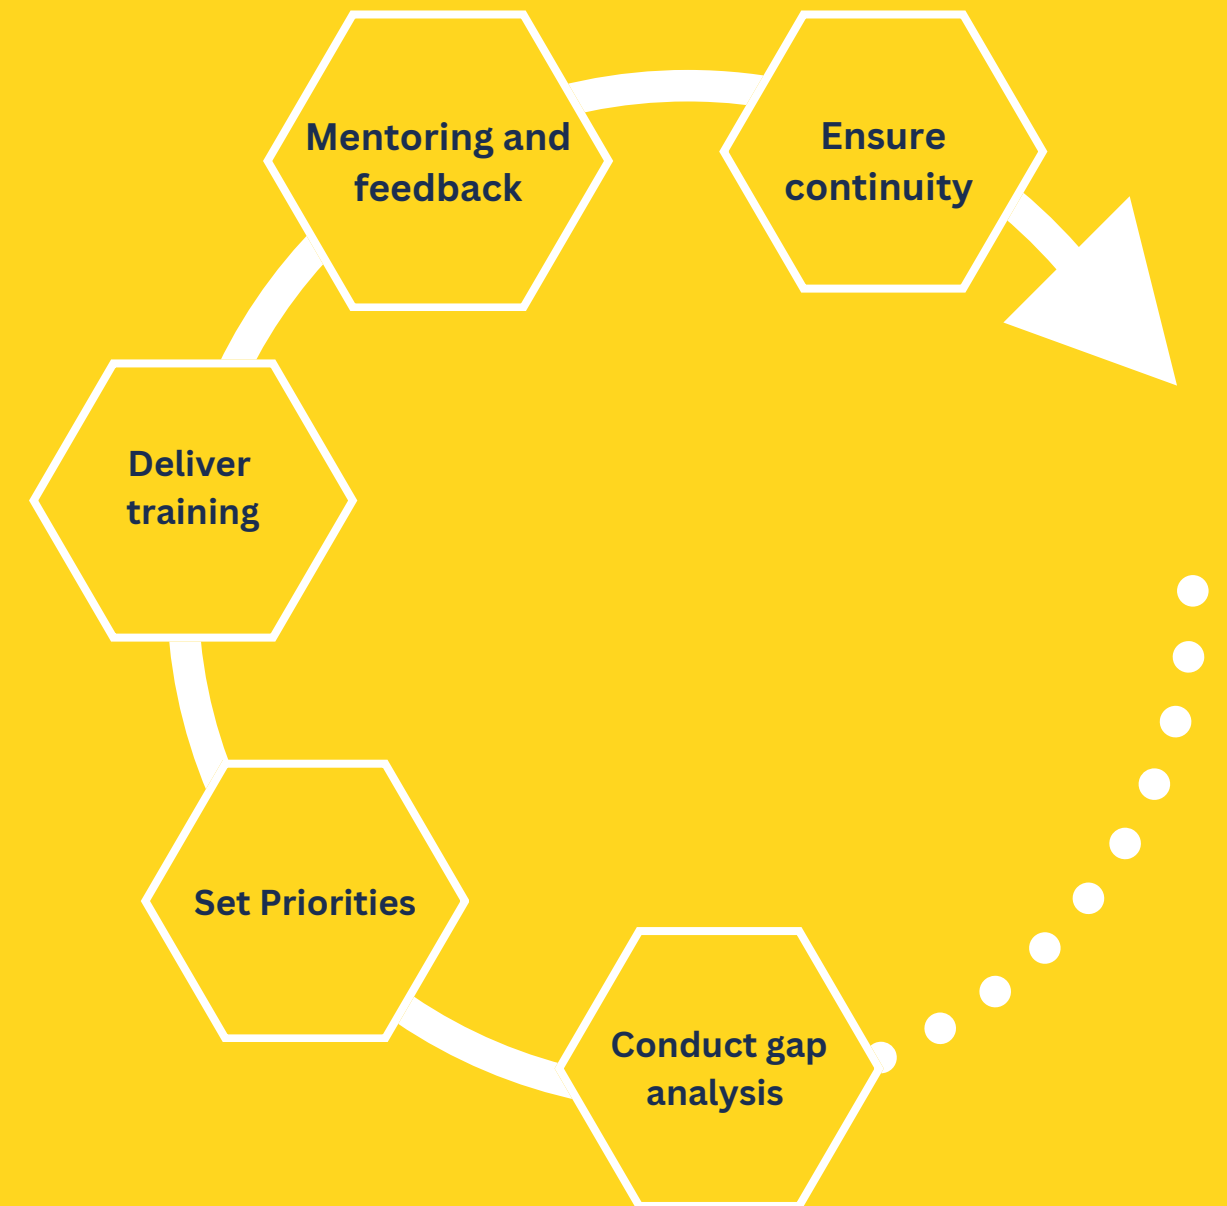 Mentoring and
feedback
Ensure
continuity
Deliver
training
Set Priorities
Conduct gap
analysis